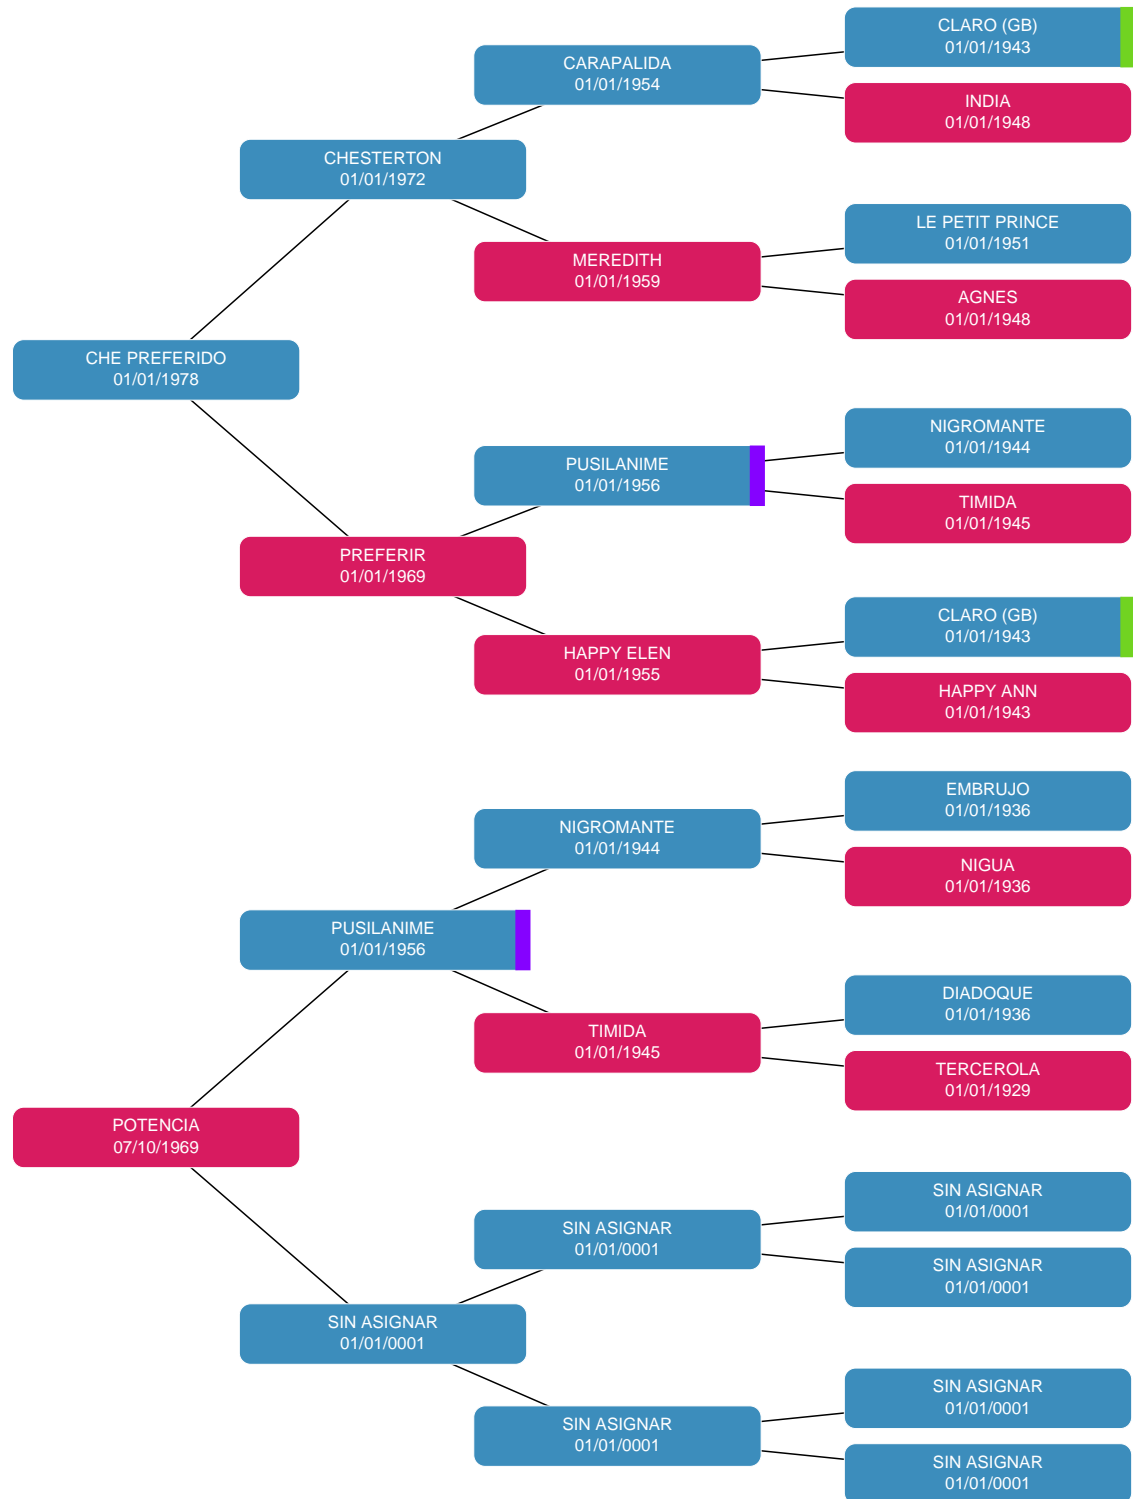 CLARO (GB)
01/01/1943
CARAPALIDA
01/01/1954
INDIA
01/01/1948
CHESTERTON
01/01/1972
LE PETIT PRINCE
01/01/1951
MEREDITH
01/01/1959
AGNES
01/01/1948
CHE PREFERIDO
01/01/1978
NIGROMANTE
01/01/1944
PUSILANIME
01/01/1956
TIMIDA
01/01/1945
PREFERIR
01/01/1969
CLARO (GB)
01/01/1943
HAPPY ELEN
01/01/1955
HAPPY ANN
01/01/1943
EMBRUJO
01/01/1936
NIGROMANTE
01/01/1944
NIGUA
01/01/1936
PUSILANIME
01/01/1956
DIADOQUE
01/01/1936
TIMIDA
01/01/1945
TERCEROLA
01/01/1929
POTENCIA
07/10/1969
SIN ASIGNAR
01/01/0001
SIN ASIGNAR
01/01/0001
SIN ASIGNAR
01/01/0001
SIN ASIGNAR
01/01/0001
SIN ASIGNAR
01/01/0001
SIN ASIGNAR
01/01/0001
SIN ASIGNAR
01/01/0001